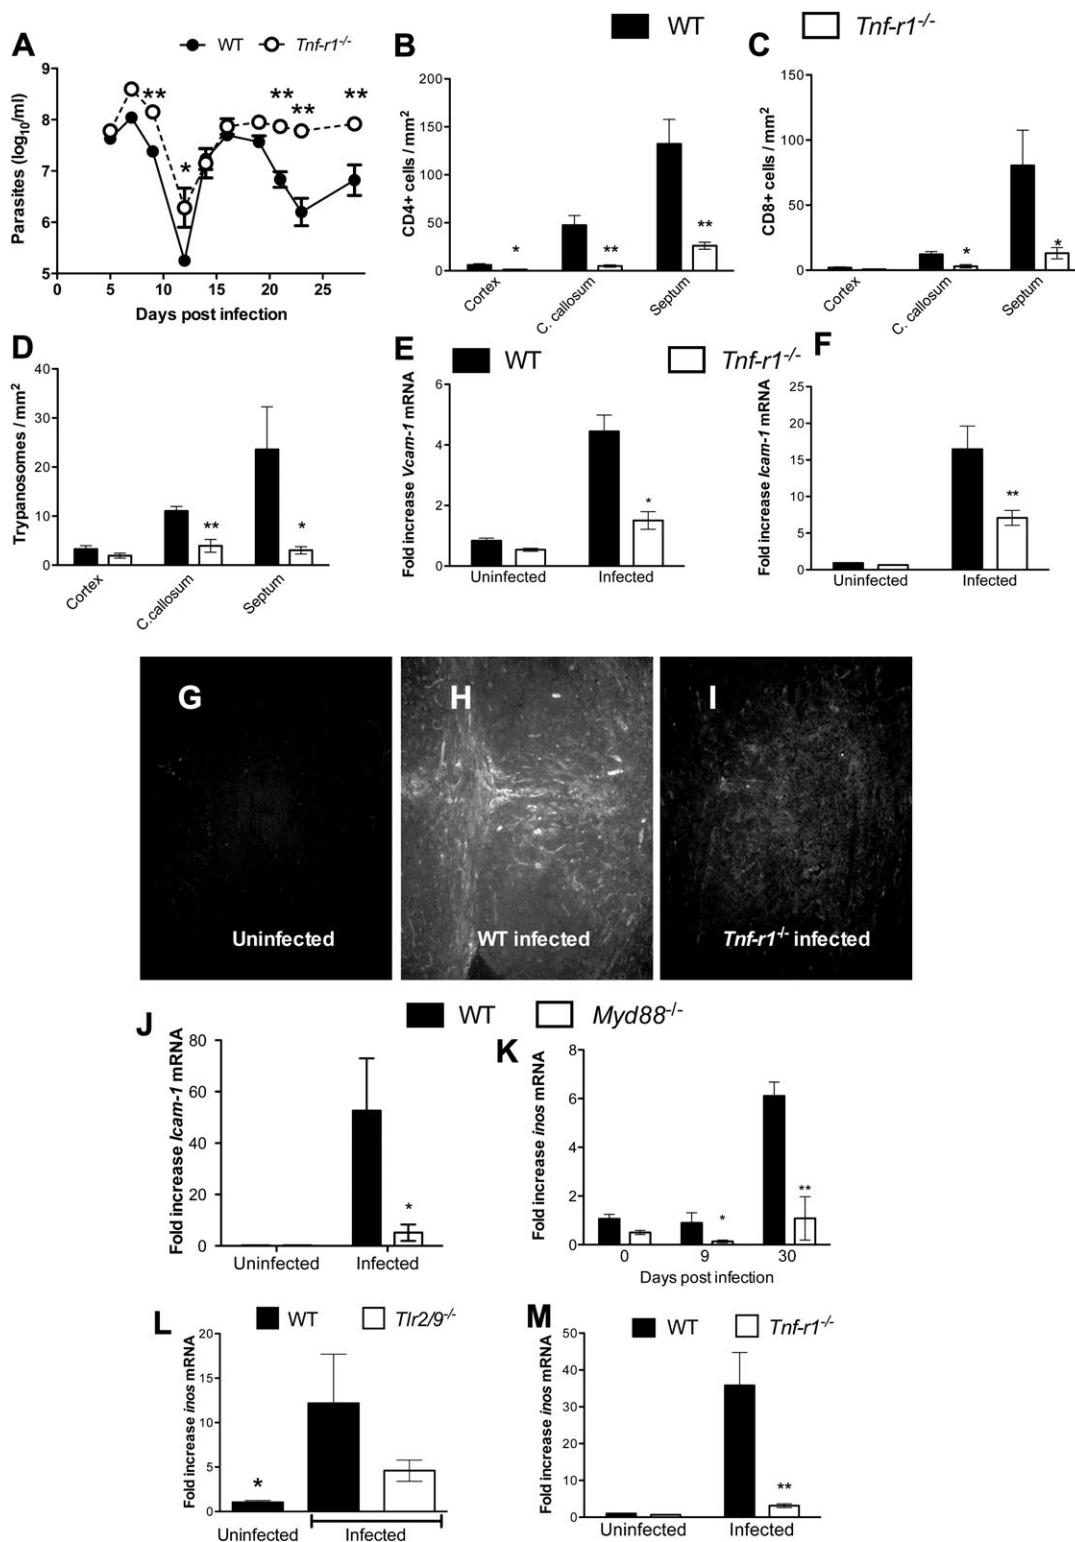 A
WT Tnf-r1-/-
Parasites (log10/ml)
9
8
7
6
5
** ** ** ** *
0 5 10 15 20 25
Days post infection
WT Tnf-r1-/-
B
CD4+ cells / mm2
200
150
100
50
0
* ** **
Cortex C. callosum Septum
C
CD8+ cells / mm2
150
100
50
0
* *
Cortex C. callosum Septum
D
Trypanosomes / mm2
40
30
20
10
0
** *
Cortex C.callosum Septum
WT Tnf-r1-/-
E
Fold increase Vcam-1 mRNA
6
4
2
0
*
Uninfected Infected
F
Fold increase Icam-1 mRNA
25
20
15
10
5
0
**
Uninfected Infected
G
Uninfected
H
WT infected
I
Tnf-r1-/- infected
WT Myd88-/-
J
Fold increase Icam-1 mRNA
80
60
40
20
0
*
Uninfected Infected
K
Fold increase inos mRNA
8
6
4
2
0
* **
0 9 30
Days post infection
L
WT Tlr2/9-/-
Fold increase inos mRNA
20
15
10
5
0
*
Uninfected Infected
M
WT Tnf-r1-/-
Fold increase inos mRNA
50
40
30
20
10
0
**
Uninfected Infected